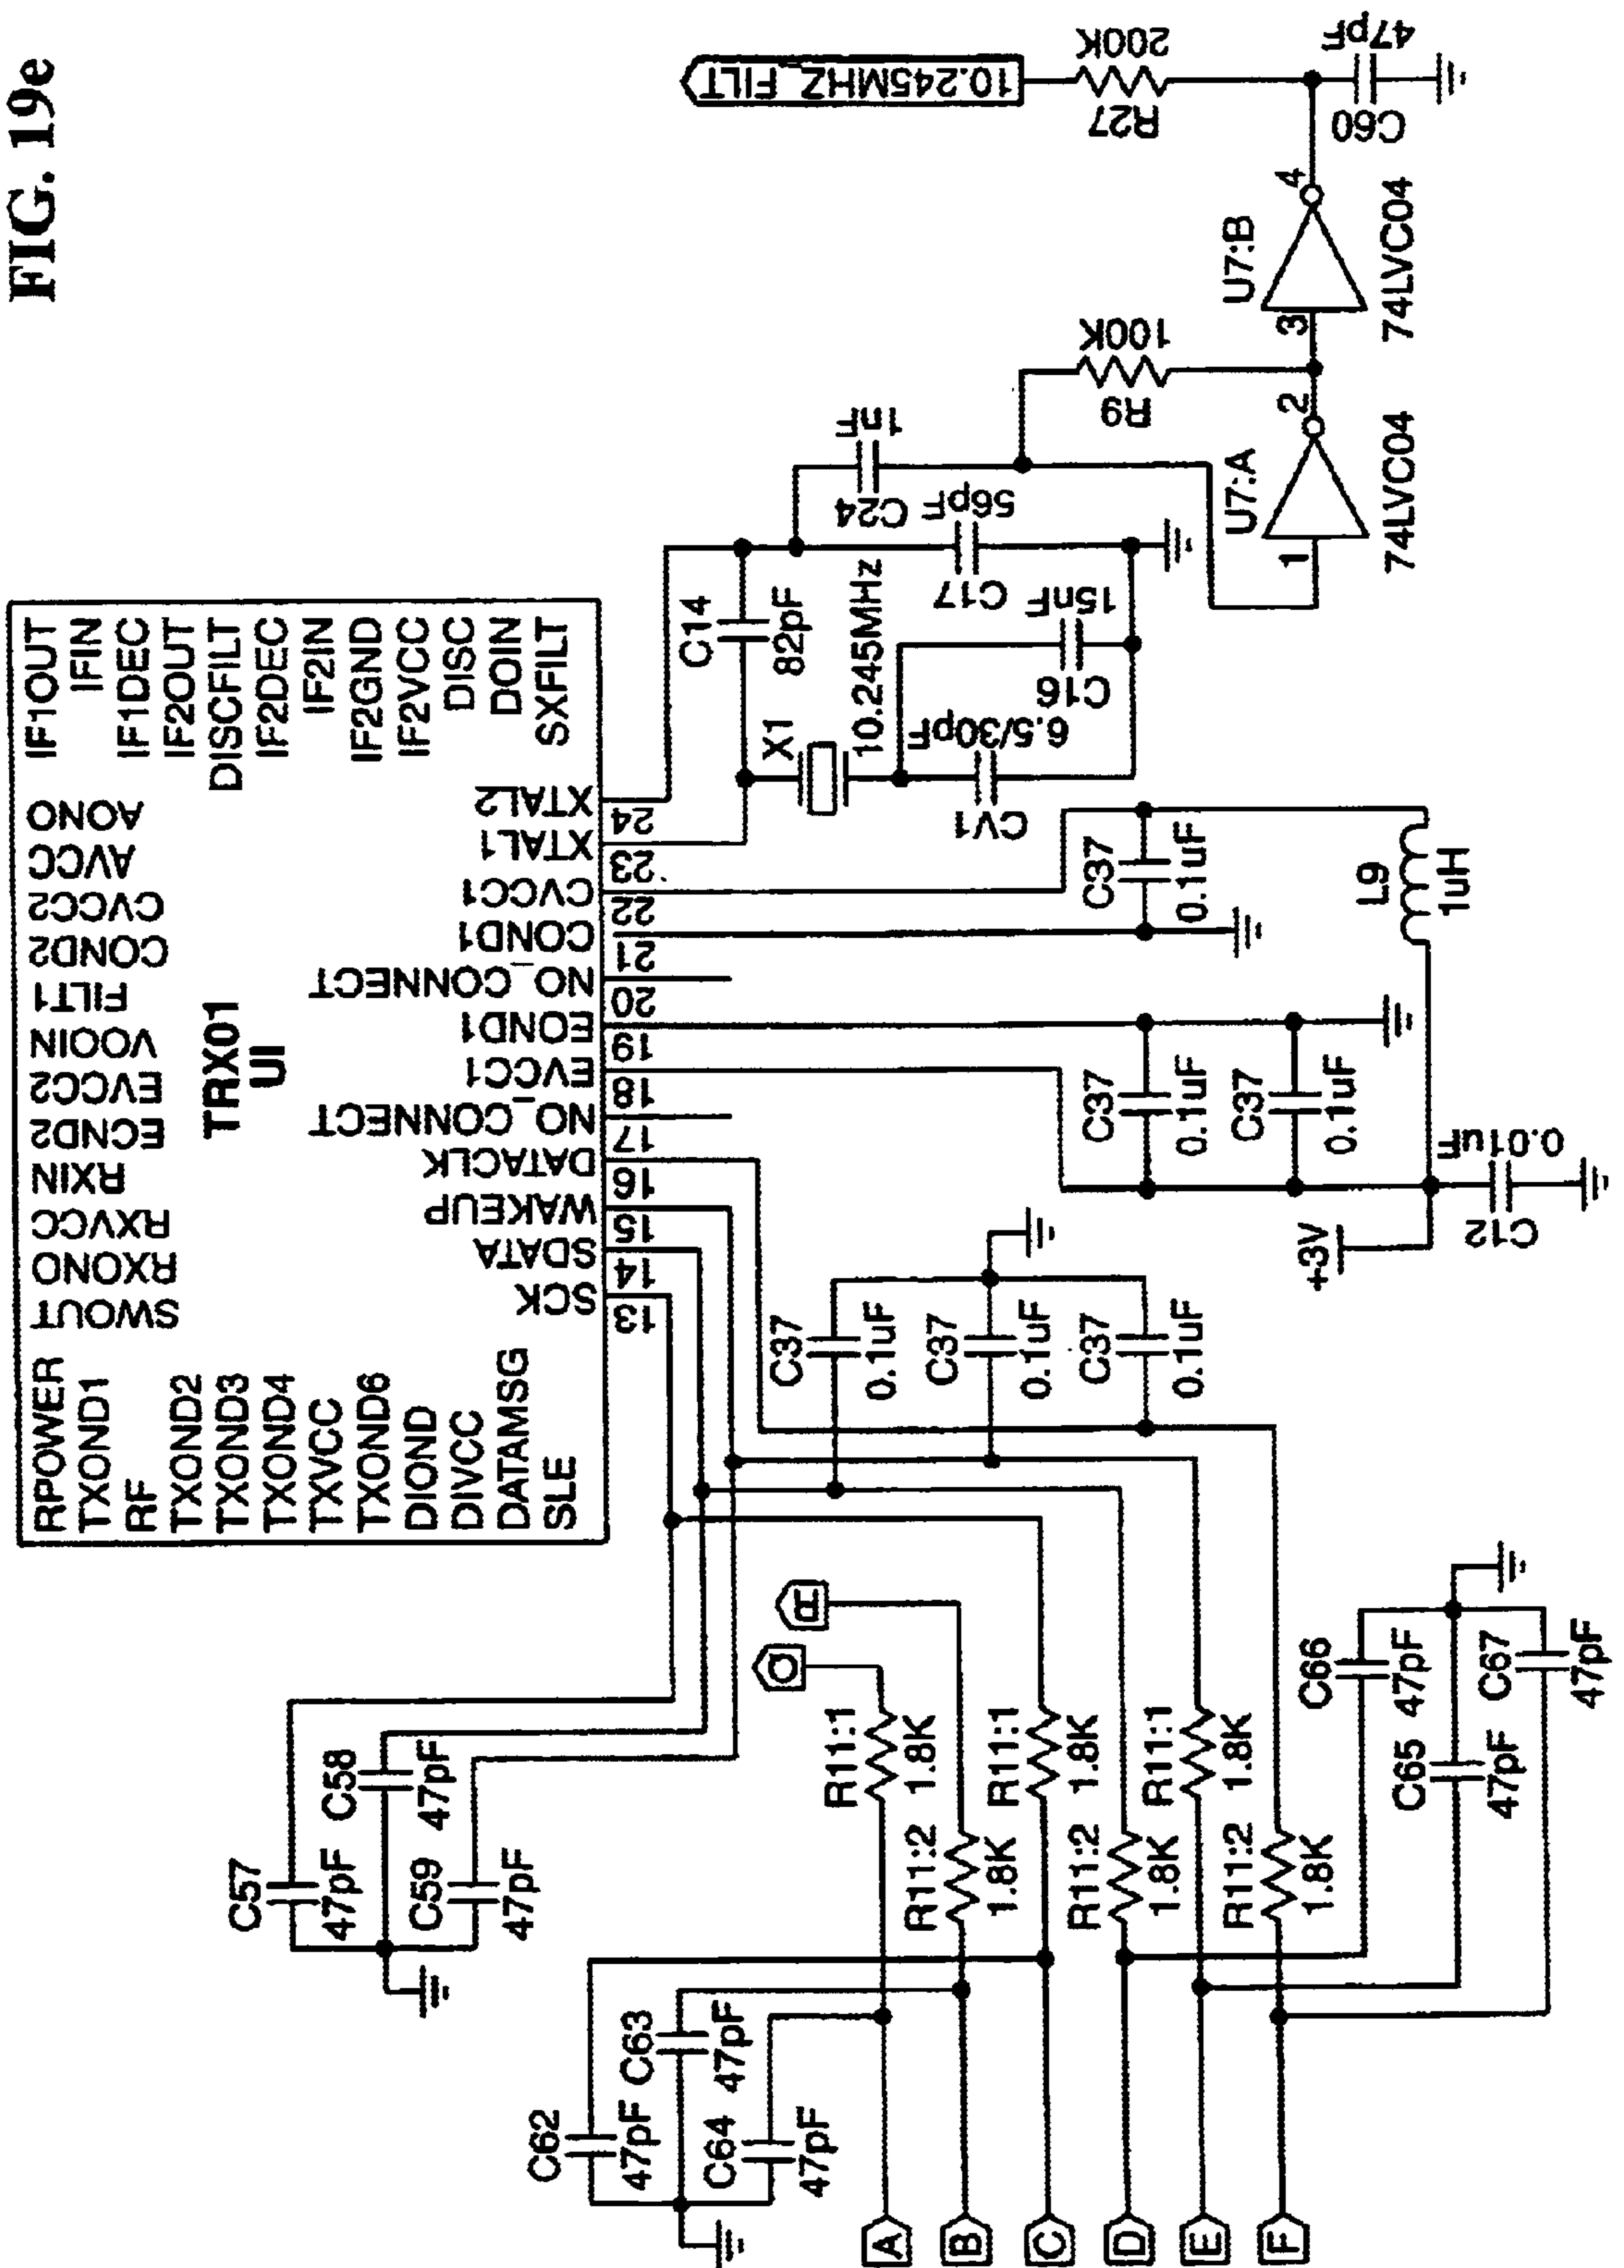 FIG. 19e
RPOWER
TXOND1
RF
TXOND2
TXOND3
TXOND4
TXVCC
TXOND6
DIOND
DIVCC
DATAMSG
SLE
SWOUT
RXONO
RXVCC
RXIN
ECND2
EVCC2
VOOIN
FILT1
COND2
CVCC2
AVCC
AONO
IF1OUT
IFIN
IF1DEC
IF2OUT
DISCFILT
IF2DEC
IF2IN
IF2GND
IF2VCC
DISC
DOIN
SXFILT
TRX01
UI
SCK
SDATA
WAKEUP
DATACLK
NO_CONNECT
EVCC1
EOND1
NO_CONNECT
COND1
CVCC1
XTAL1
XTAL2
13
14
15
16
17
18
19
20
21
22
23
24
C57
47pF
C58
47pF
C59
47pF
C62
47pF
C63
47pF
C64
47pF
A
B
C
D
E
F
R11:1
1.8K
R11:2
1.8K
R11:1
1.8K
R11:2
1.8K
R11:1
1.8K
R11:2
1.8K
C66
47pF
C65
47pF
C67
47pF
C37
0.1uF
C37
0.1uF
C37
0.1uF
+3V
C12
0.01uF
C37
0.1uF
C37
0.1uF
C37
0.1uF
L9
1uH
C14
82pF
X1
10.245MHz
CV1
6.5/30pF
C16
15nF
C17
56pF
C24
1nF
R9
100K
U7:A
1
2
74LVC04
U7:B
3
4
74LVC04
R27
200K
10.245MHZ_FILT
C60
47pF